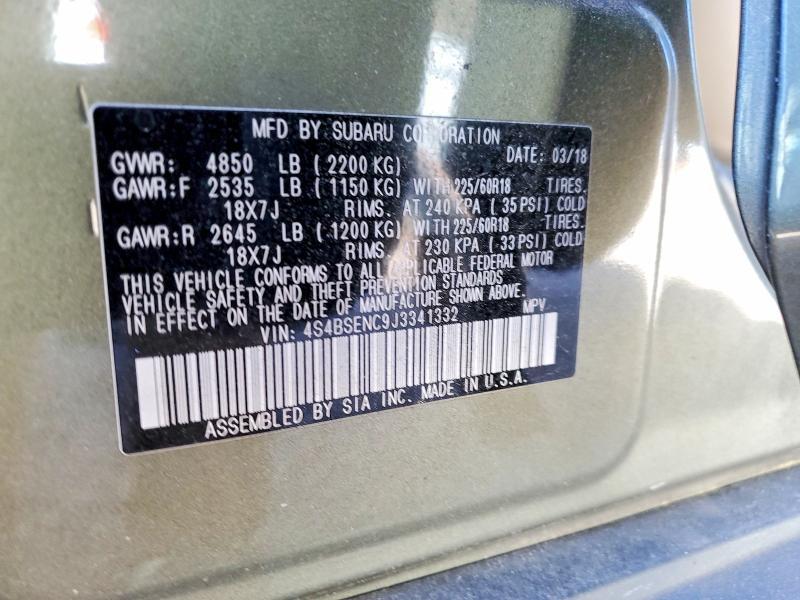 MFD BY SUBARU CORPORATION
GVWR: 4850 LB ( 2200 KG) DATE: 03/18
GAWR:F 2535 LB ( 1150 KG) WITH 225/60R18 TIRES.
18X7J RIMS. AT 240 KPA ( 35 PSI) COLD
GAWR:R 2645 LB ( 1200 KG) WITH 225/60R18 TIRES.
18X7J RIMS. AT 230 KPA ( 33 PSI) COLD
THIS VEHICLE CONFORMS TO ALL APPLICABLE FEDERAL MOTOR
VEHICLE SAFETY AND THEFT PREVENTION STANDARDS
IN EFFECT ON THE DATE OF MANUFACTURE SHOWN ABOVE.
VIN: 4S4BSENC9J3341332 MPV
ASSEMBLED BY SIA INC. MADE IN U.S.A.